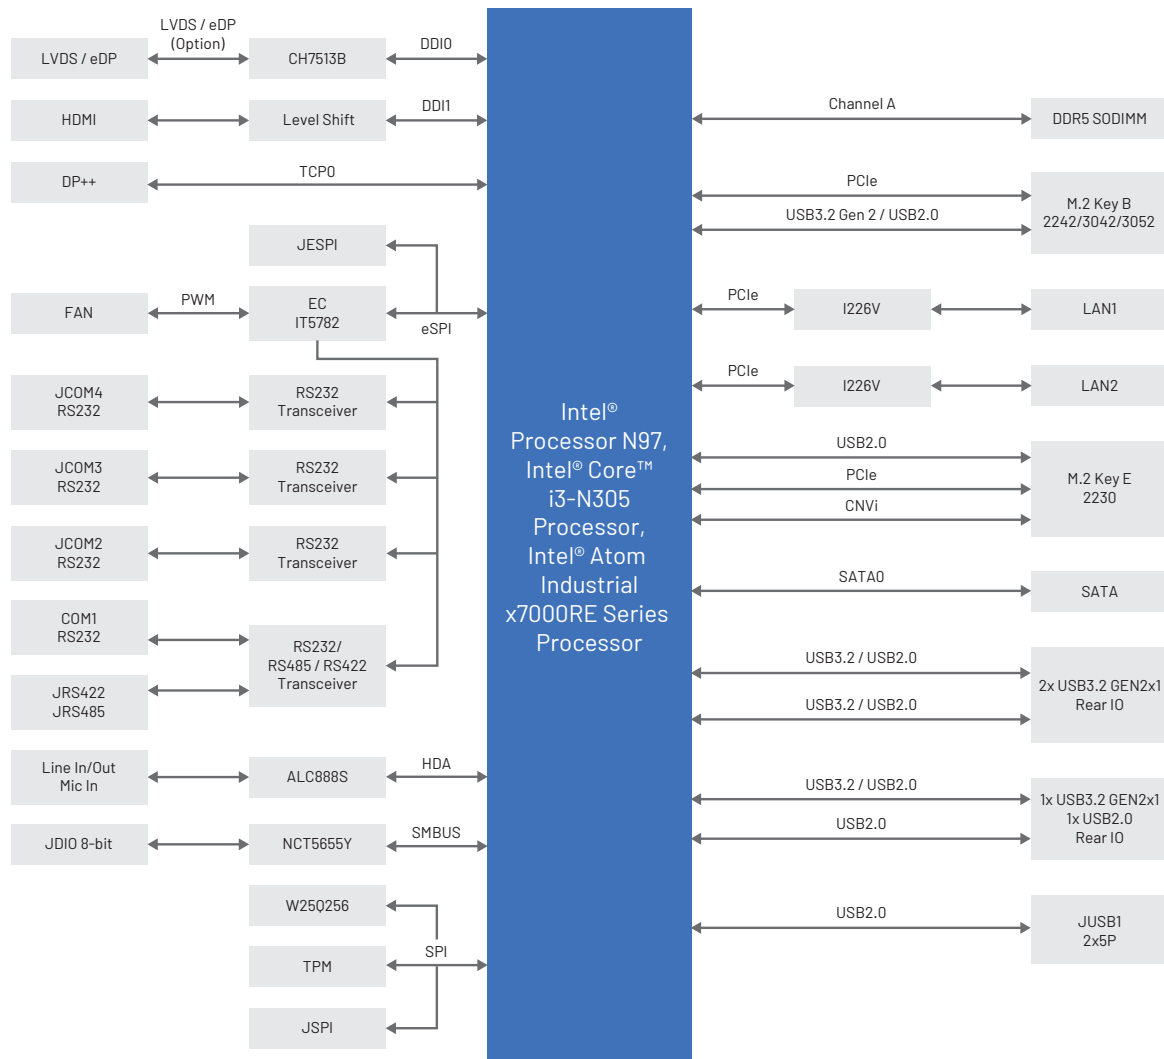 LVDS / eDP
LVDS / eDP
(Option)
CH7513B
DDI0
HDMI
Level Shift
DDI1
DP++
TCP0
JESPI
FAN
PWM
EC
IT5782
eSPI
JCOM4
RS232
RS232
Transceiver
JCOM3
RS232
RS232
Transceiver
JCOM2
RS232
RS232
Transceiver
COM1
RS232
JRS422
JRS485
RS232/
RS485 / RS422
Transceiver
Line In/Out
Mic In
ALC888S
HDA
JDIO 8-bit
NCT5655Y
SMBUS
W25Q256
TPM
SPI
JSPI
Intel®
Processor N97,
Intel® Core™
i3-N305
Processor,
Intel® Atom
Industrial
x7000RE Series
Processor
Channel A
DDR5 SODIMM
PCIe
USB3.2 Gen 2 / USB2.0
M.2 Key B
2242/3042/3052
PCIe
I226V
LAN1
PCIe
I226V
LAN2
USB2.0
PCIe
CNVi
M.2 Key E
2230
SATA0
SATA
USB3.2 / USB2.0
USB3.2 / USB2.0
2x USB3.2 GEN2x1
Rear IO
USB3.2 / USB2.0
USB2.0
1x USB3.2 GEN2x1
1x USB2.0
Rear IO
USB2.0
JUSB1
2x5P